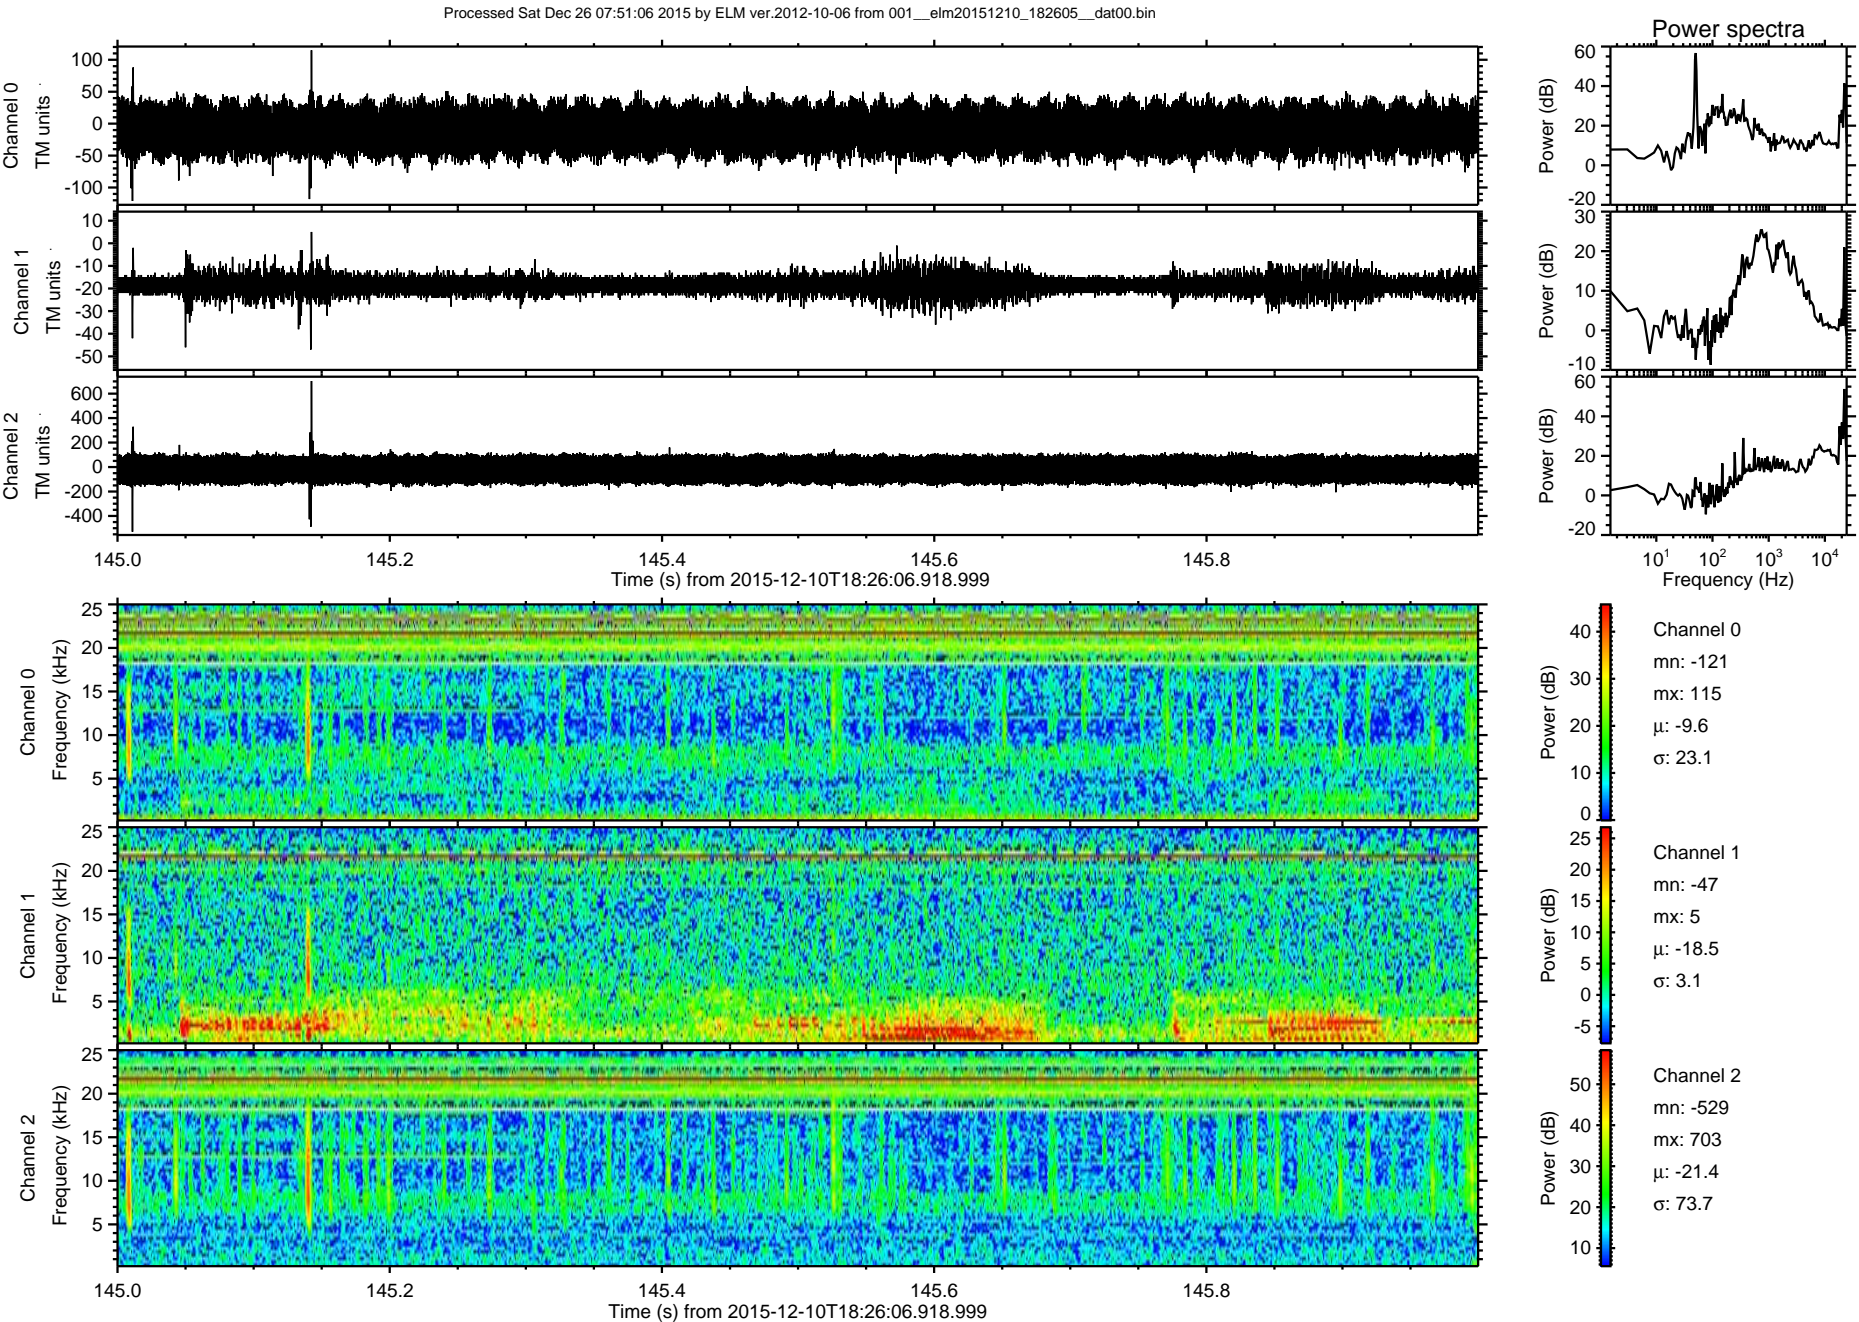 Processed Sat Dec 26 07:51:06 2015 by ELM ver.2012-10-06 from 001__elm20151210_182605__dat00.bin
Power spectra
Channel 0
TM units
100
50
0
-50
-100
Power (dB)
60
40
20
0
-20
Channel 1
TM units
10
0
-10
-20
-30
-40
-50
Power (dB)
30
20
10
0
-10
Channel 2
TM units
600
400
200
0
-200
-400
Power (dB)
60
40
20
0
-20
145.0 145.2 145.4 145.6 145.8
Time (s) from 2015-12-10T18:26:06.918.999
10^1 10^2 10^3 10^4
Frequency (Hz)
Channel 0
Frequency (kHz)
25
20
15
10
5
Power (dB)
40
30
20
10
0
Channel 0
mn: -121
mx: 115
μ: -9.6
σ: 23.1
Channel 1
Frequency (kHz)
25
20
15
10
5
Power (dB)
25
20
15
10
5
0
-5
Channel 1
mn: -47
mx: 5
μ: -18.5
σ: 3.1
Channel 2
Frequency (kHz)
25
20
15
10
5
Power (dB)
50
40
30
20
10
Channel 2
mn: -529
mx: 703
μ: -21.4
σ: 73.7
145.0 145.2 145.4 145.6 145.8
Time (s) from 2015-12-10T18:26:06.918.999